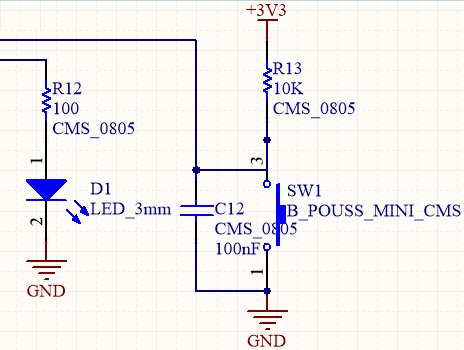 +3V3
R12
100
CMS_0805
R13
10K
CMS_0805
1
D1
LED_3mm
2
GND
3
SW1
B_POUSS_MINI_CMS
C12
CMS_0805
100nF
1
GND